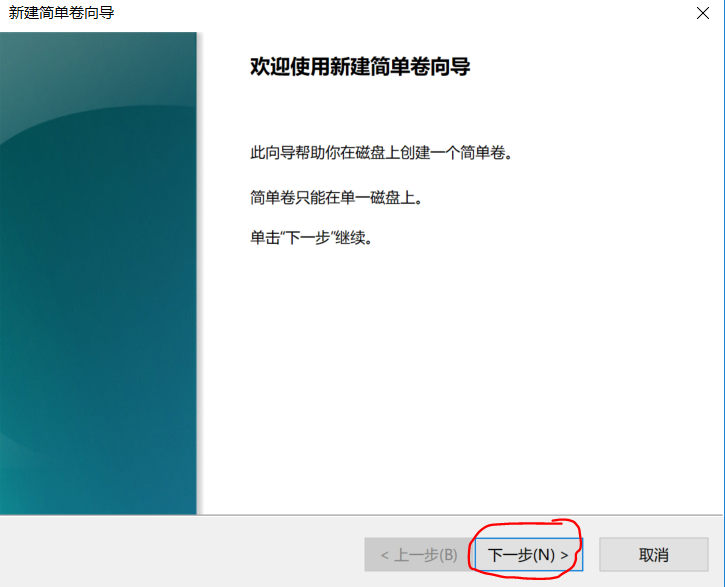 新建简单卷向导
欢迎使用新建简单卷向导
此向导帮助你在磁盘上创建一个简单卷。
简单卷只能在单一磁盘上。
单击"下一步"继续。
< 上一步(B) 下一步(N) > 取消